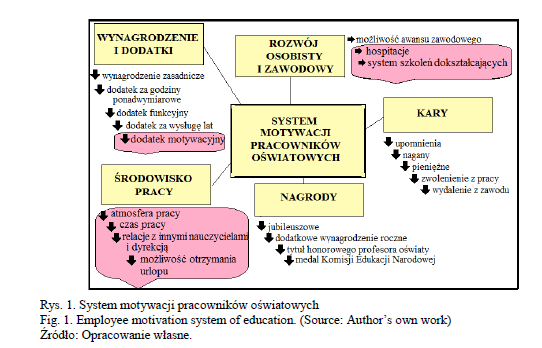 WYNAGRODZENIE
I DODATKI
wynagrodzenie zasadnicze
dodatek za godziny
ponadwymiarowe
dodatek funkcyjny
dodatek za wysługę lat
dodatek motywacyjny
ROZWÓJ
OSOBISTY
I ZAWODOWY
możliwość awansu zawodowego
hospitacje
system szkoleń dokształcających
SYSTEM
MOTYWACJI
PRACOWNIKÓW
OŚWIATOWYCH
KARY
upomnienia
nagany
pieniężne
zwolenienie z pracy
wydalenie z zawodu
ŚRODOWISKO
PRACY
atmosfera pracy
czas pracy
relacje z innymi nauczycielami
i dyrekcją
możliwość otrzymania
urlopu
NAGRODY
jubileuszowe
dodatkowe wynagrodzenie roczne
tytuł honorowego profesora oświaty
medal Komisji Edukacji Narodowej
Rys. 1. System motywacji pracowników oświatowych
Fig. 1. Employee motivation system of education. (Source: Author's own work)
Źródło: Opracowanie własne.